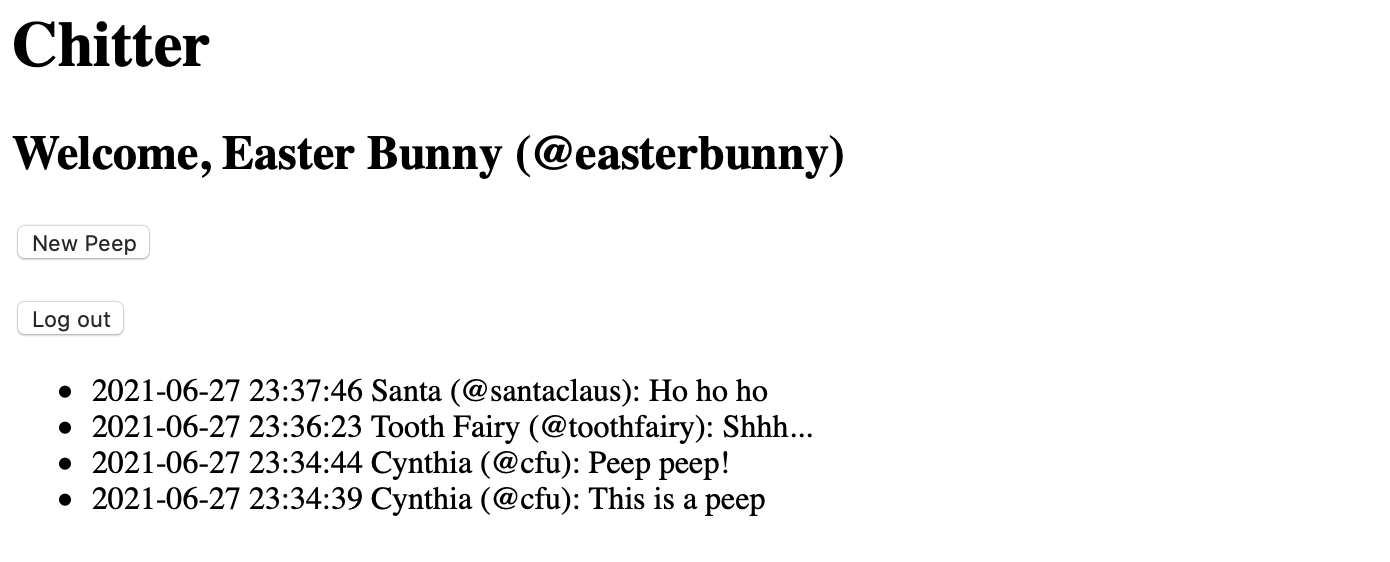 Chitter
Welcome, Easter Bunny (@easterbunny)
New Peep
Log out
2021-06-27 23:37:46 Santa (@santaclaus): Ho ho ho
2021-06-27 23:36:23 Tooth Fairy (@toothfairy): Shhh...
2021-06-27 23:34:44 Cynthia (@cfu): Peep peep!
2021-06-27 23:34:39 Cynthia (@cfu): This is a peep